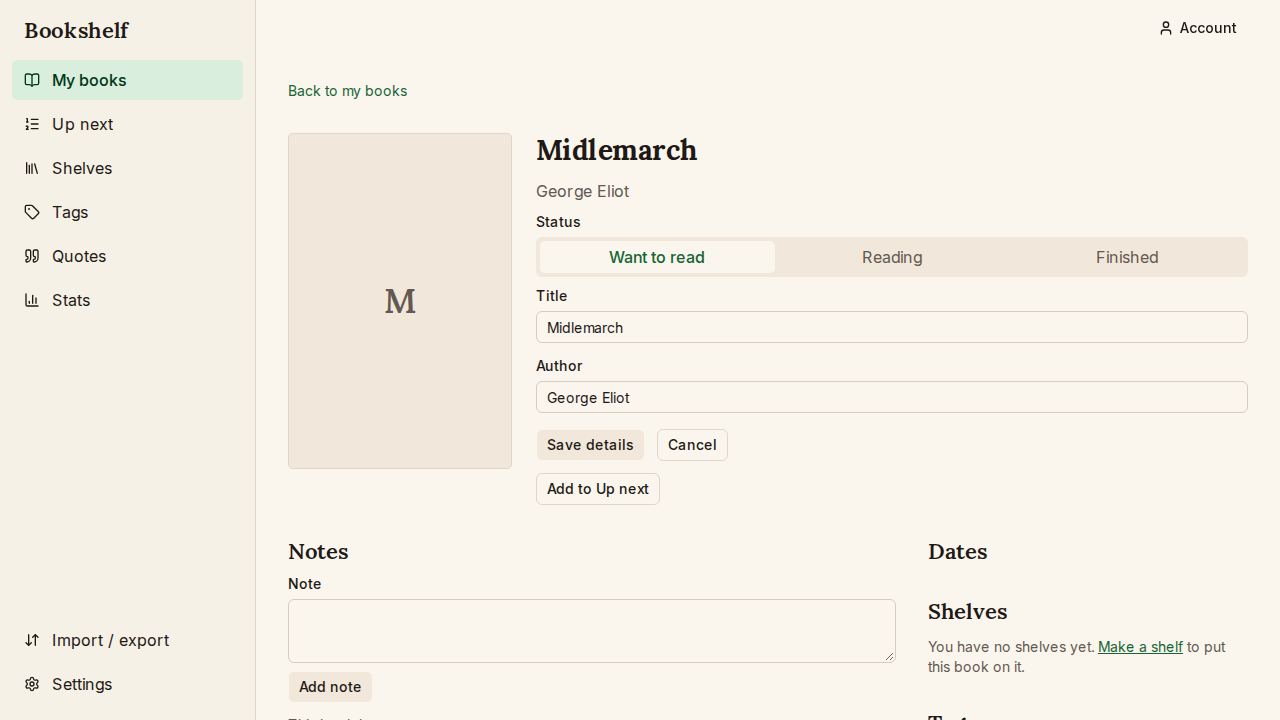 Bookshelf
Account
My books
Up next
Shelves
Tags
Quotes
Stats
Import / export
Settings
Back to my books
M
Midlemarch
George Eliot
Status
Want to read
Reading
Finished
Title
Midlemarch
Author
George Eliot
Save details
Cancel
Add to Up next
Notes
Note
Add note
Dates
Shelves
You have no shelves yet. Make a shelf to put
this book on it.